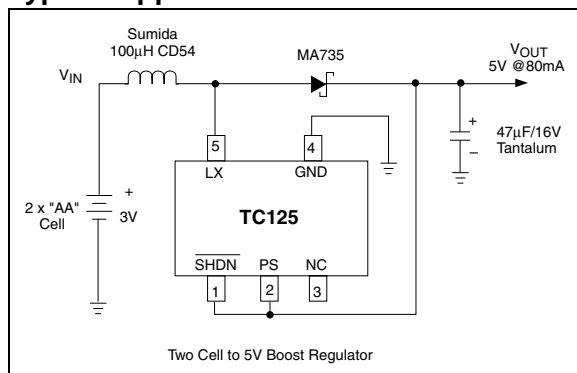 Sumida
100µH CD54
MA735
VOUT
5V @80mA
VIN
47µF/16V
Tantalum
+
–
5
4
LX
GND
TC125
2 x "AA"
Cell
+
3V
SHDN
PS
NC
1
2
3
Two Cell to 5V Boost Regulator